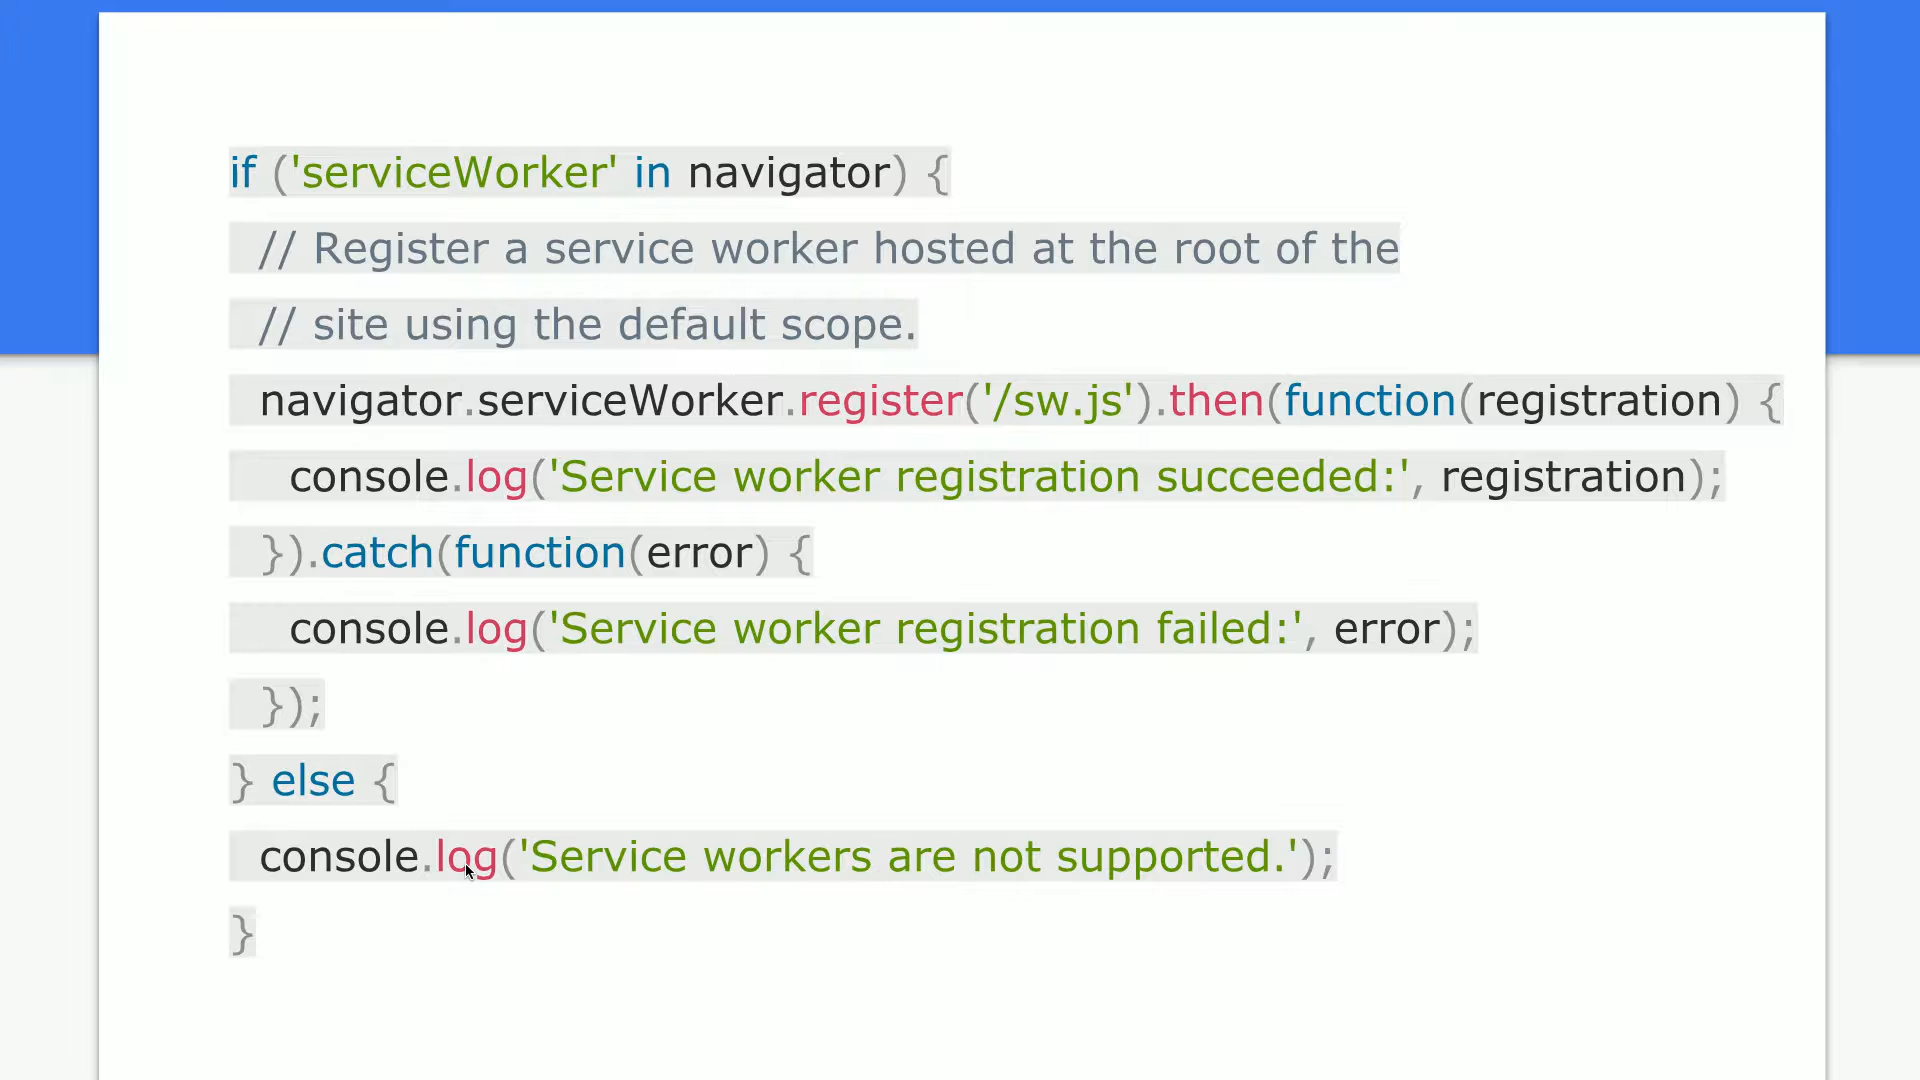 if ('serviceWorker' in navigator) {
// Register a service worker hosted at the root of the
// site using the default scope.
navigator.serviceWorker.register('/sw.js').then(function(registration) {
console.log('Service worker registration succeeded:', registration);
}).catch(function(error) {
console.log('Service worker registration failed:', error);
});
} else {
console.log('Service workers are not supported.');
}